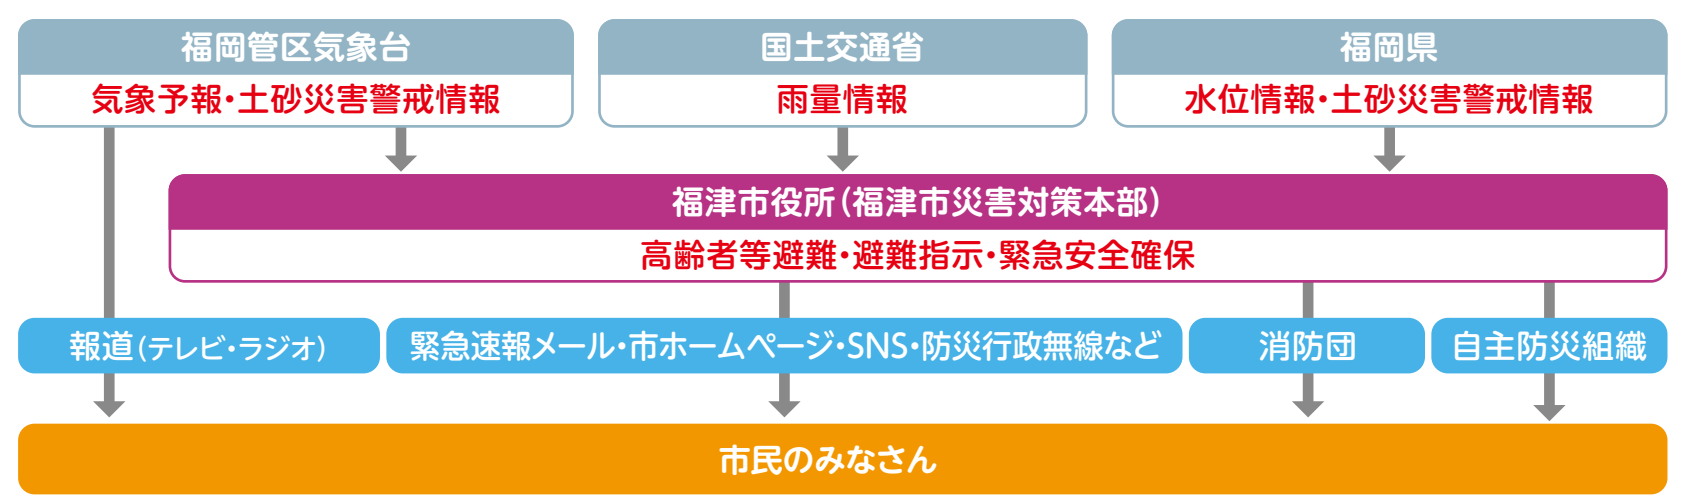 福岡管区気象台
気象予報・土砂災害警戒情報
国土交通省
雨量情報
福岡県
水位情報・土砂災害警戒情報
福津市役所(福津市災害対策本部)
高齢者等避難・避難指示・緊急安全確保
報道(テレビ・ラジオ)
緊急速報メール・市ホームページ・SNS・防災行政無線など
消防団
自主防災組織
市民のみなさん